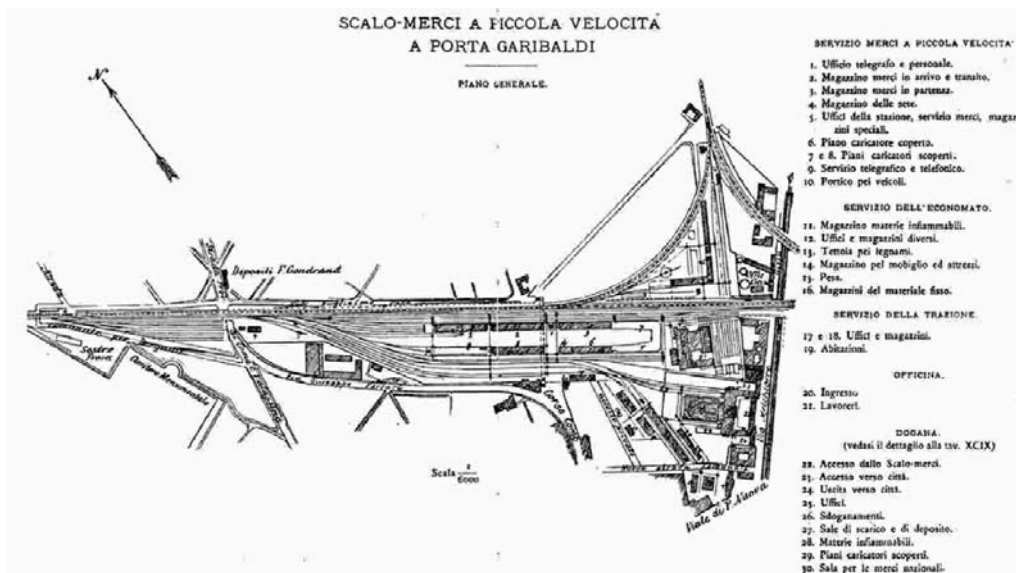 SCALO-MERCI A PICCOLA VELOCITÀ
A PORTA GARIBALDI
PIANO GENERALE.
N
Depositi F. Gondrand
Cimitero Monumentale
Corso Como
Viale di P. Nuova
Scala 1/6000
SERVIZIO MERCI A PICCOLA VELOCITÀ
1. Ufficio telegrafo e personale.
2. Magazzino merci in arrivo e transito.
3. Magazzino merci in partenza.
4. Magazzino delle sete.
5. Uffici della stazione, servizio merci, magaz
zini speciali.
6. Piano caricatore coperto.
7 e 8. Piani caricatori scoperti.
9. Servizio telegrafico e telefonico.
10. Portico pei veicoli.
SERVIZIO DELL'ECONOMATO.
11. Magazzino materie infiammabili.
12. Uffici e magazzini diversi.
13. Tettoia pei legnami.
14. Magazzino pel mobiglio ed attrezzi.
15. Pesa.
16. Magazzini del materiale fisso.
SERVIZIO DELLA TRAZIONE.
17 e 18. Uffici e magazzini.
19. Abitazioni.
OFFICINA.
20. Ingresso
21. Lavoreri.
DOGANA.
(vedasi il dettaglio alla tav. XCIX)
22. Accesso dallo Scalo-merci.
23. Accesso verso città.
24. Uscita verso città.
25. Uffici.
26. Sdoganamenti.
27. Sale di scarico e di deposito.
28. Materie infiammabili.
29. Piani caricatori scoperti.
30. Sala per le merci nazionali.